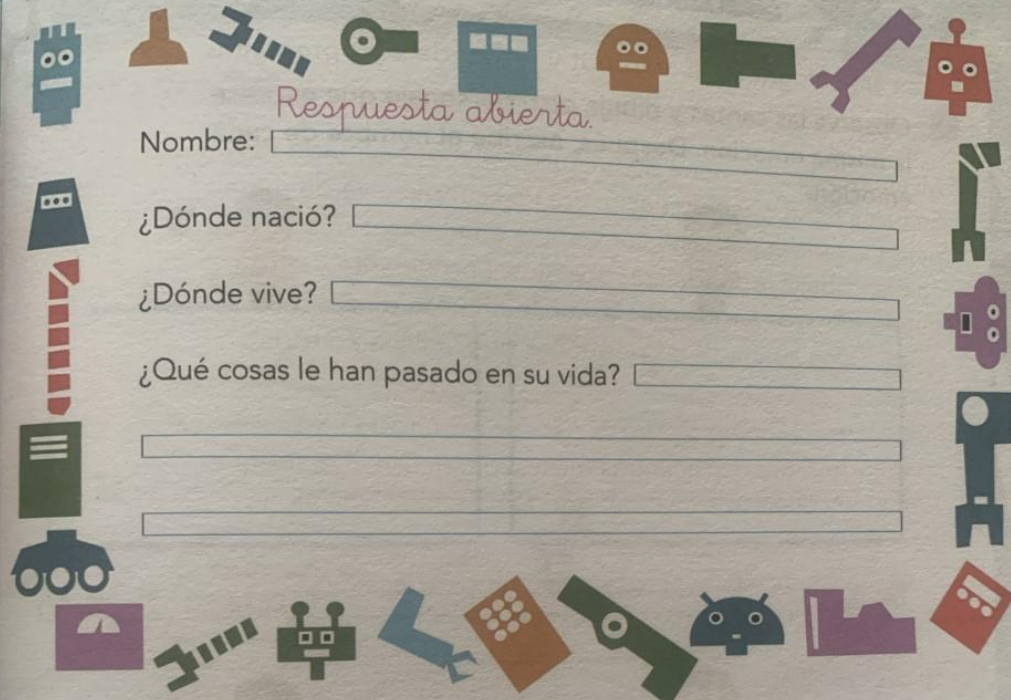 Respuesta abierta.
Nombre:
¿Dónde nació?
¿Dónde vive?
¿Qué cosas le han pasado en su vida?